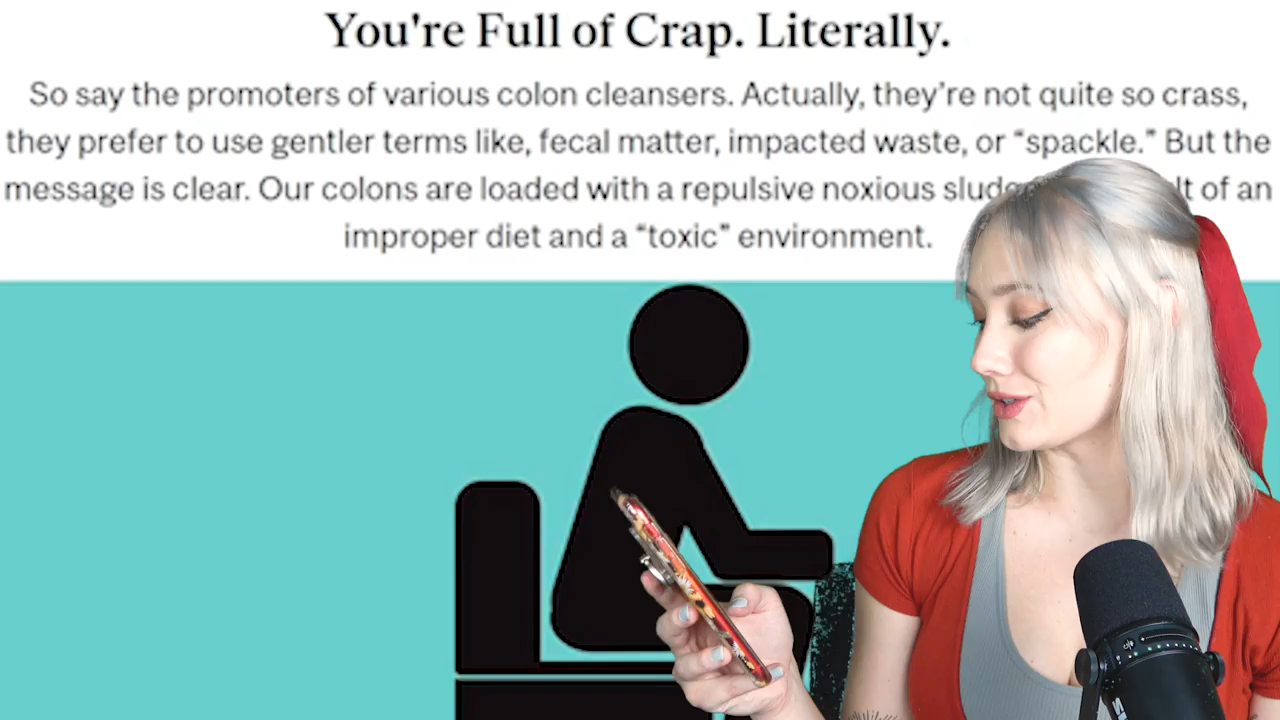 You're Full of Crap. Literally.
So say the promoters of various colon cleansers. Actually, they’re not quite so crass,
they prefer to use gentler terms like, fecal matter, impacted waste, or “spackle.” But the
message is clear. Our colons are loaded with a repulsive noxious of an
improper diet and a “toxic” environment.